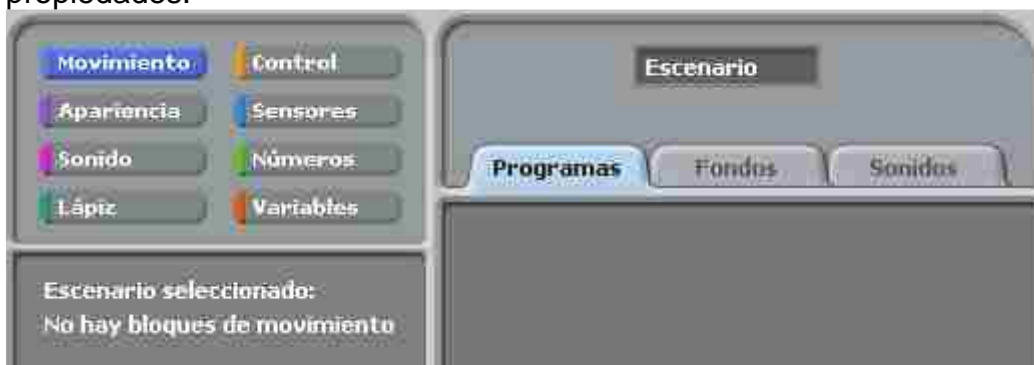 propiedades.
Movimiento Control
Apariencia Sensores
Sonido Números
Lápiz Variables
Escenario
Programas Fondos Sonidos
Escenario seleccionado:
No hay bloques de movimiento